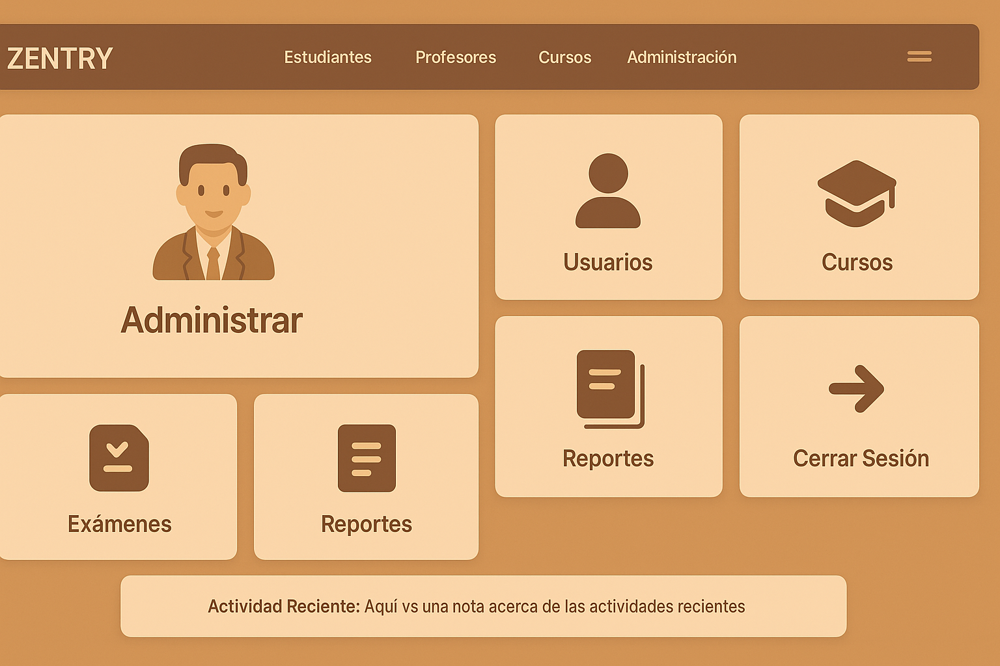 ZENTRY
Estudiantes
Profesores
Cursos
Administración
Administrar
Usuarios
Cursos
Reportes
Cerrar Sesión
Exámenes
Reportes
Actividad Reciente: Aquí vs una nota acerca de las actividades recientes